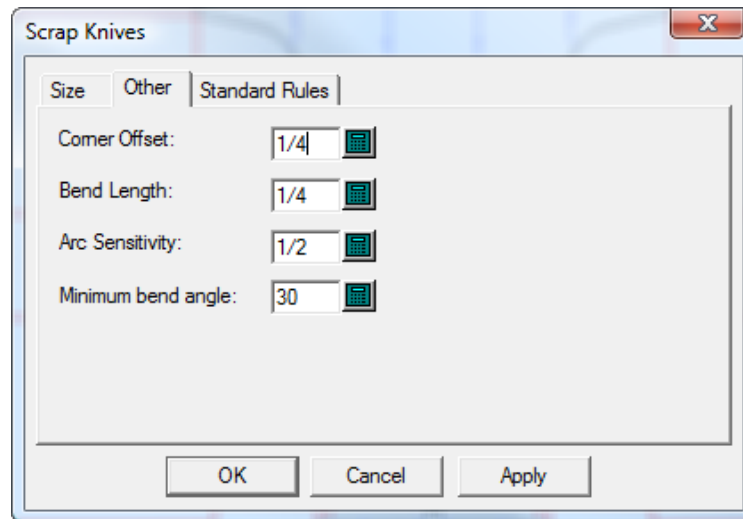 Scrap Knives
Size Other Standard Rules
Corner Offset: 1/4
Bend Length: 1/4
Arc Sensitivity: 1/2
Minimum bend angle: 30
OK Cancel Apply